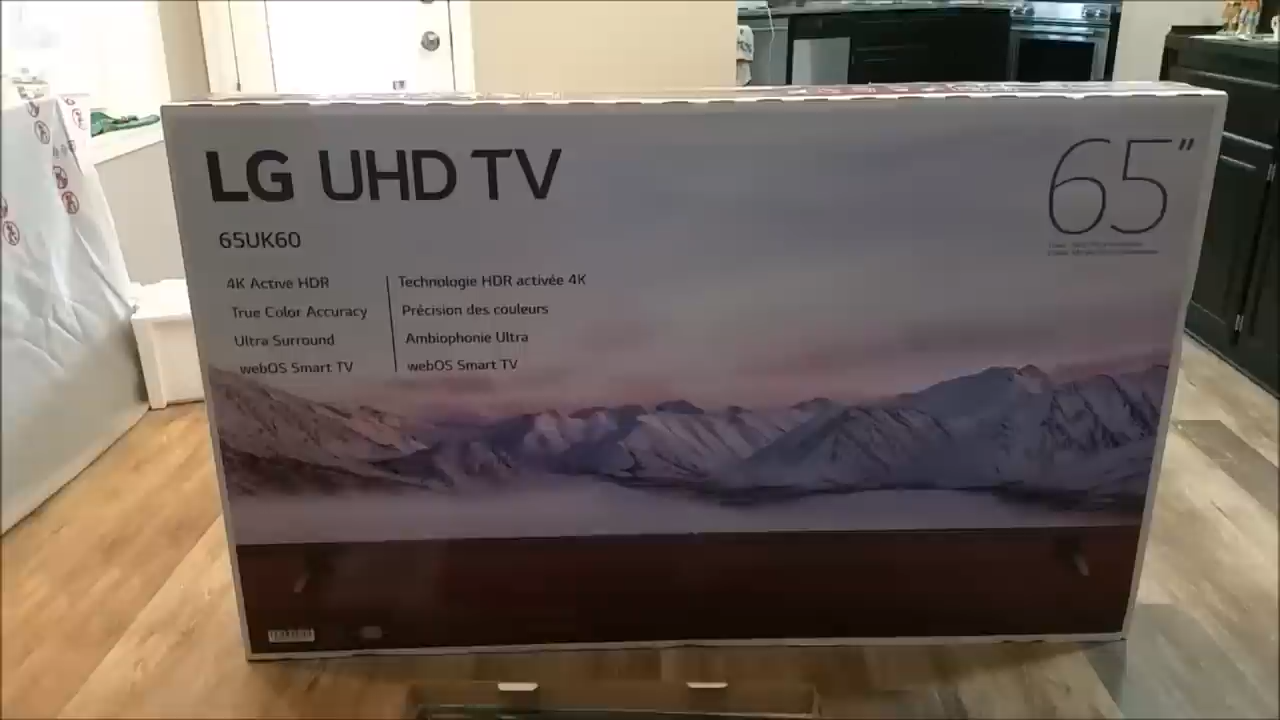 LG UHD TV
65"
65UK60
4K Active HDR
True Color Accuracy
Ultra Surround
webOS Smart TV
Technologie HDR activée 4K
Précision des couleurs
Ambiophonie Ultra
webOS Smart TV